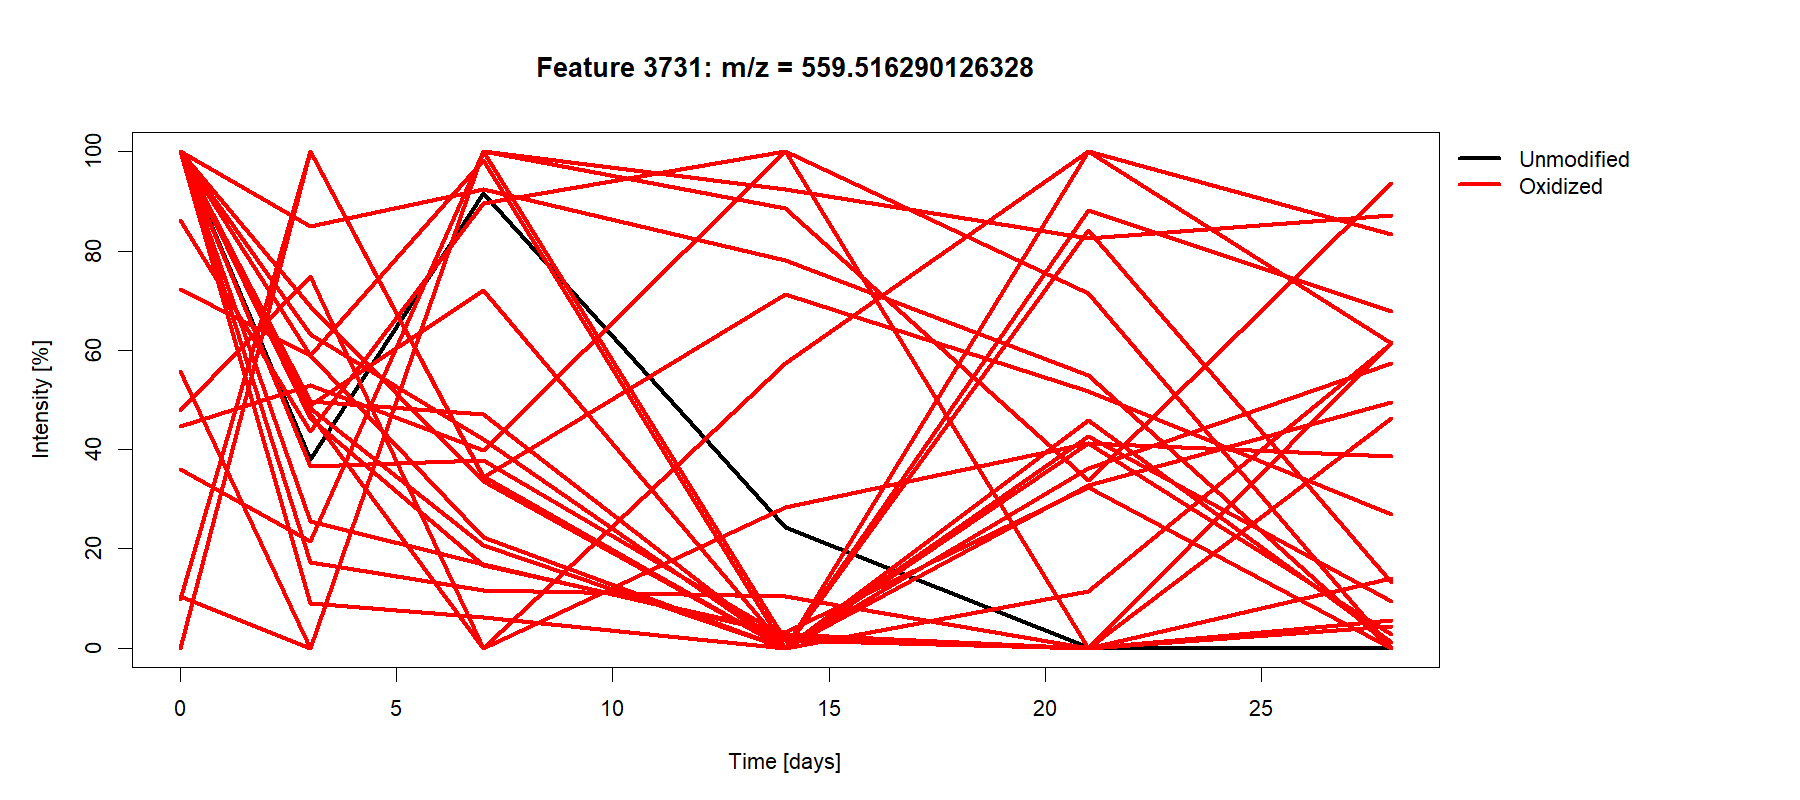 Feature 3731: m/z = 559.516290126328
Unmodified
Oxidized
Intensity [%]
100
80
60
40
20
0
0 5 10 15 20 25
Time [days]